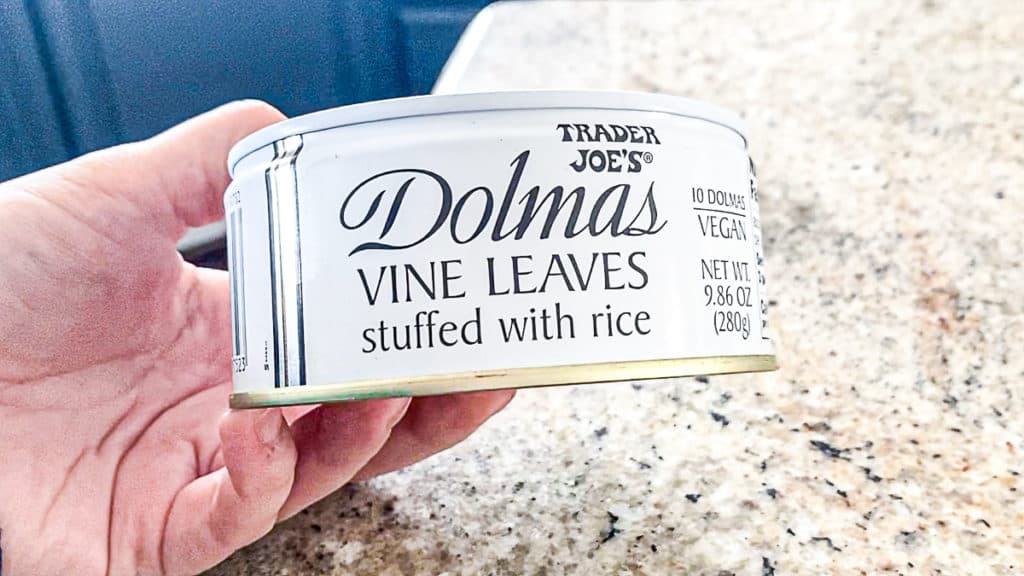 TRADER
JOE'S®
Dolmas
VINE LEAVES
stuffed with rice
10 DOLMAS
VEGAN
NET WT.
9.86 OZ
(280g)